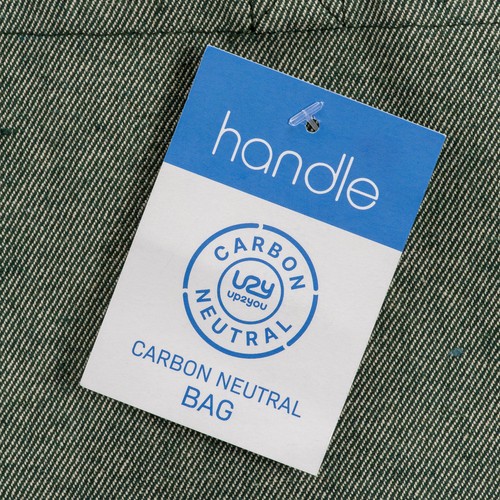 handle
CARBON
u2y
up2you
NEUTRAL
CARBON NEUTRAL
BAG